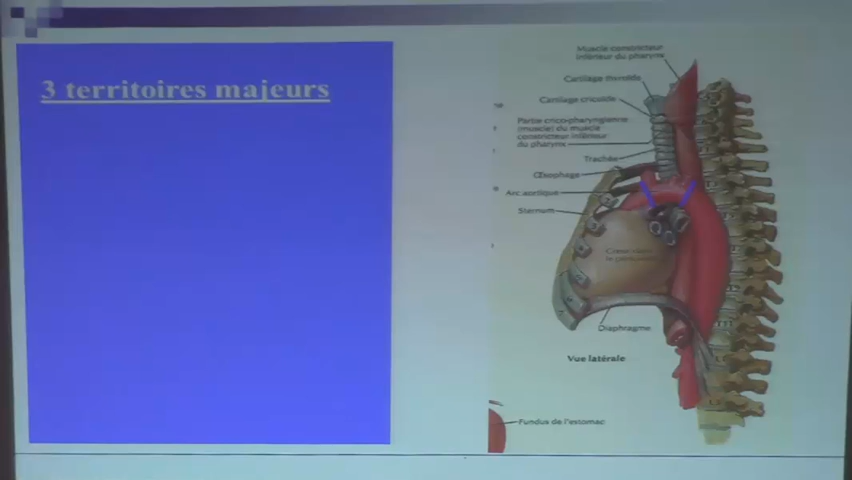 3 territoires majeurs
Muscle constricteur
inférieur du pharynx
Cartilage thyroïde
Cartilage cricoïde
Partie crico-pharyngienne
(muscle) du muscle
constricteur inférieur
du pharynx
Trachée
Œsophage
Arc aortique
Sternum
Diaphragme
Vue latérale
Fundus de l'estomac